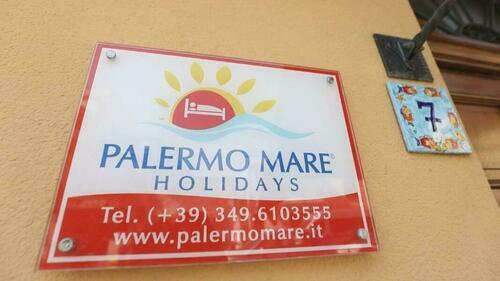 PALERMO MARE®
HOLIDAYS
Tel. (+39) 349.6103555
www.palermomare.it
7